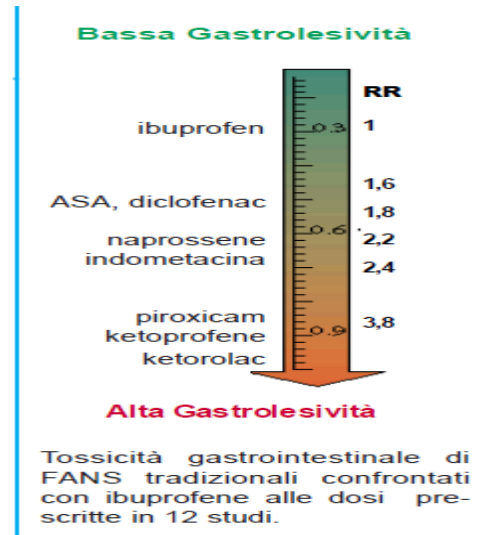 Bassa Gastrolesività
RR
ibuprofen 0.3 1
1,6
ASA, diclofenac
1,8
naprossene 0.6 2,2
indometacina 2,4
piroxicam 3,8
ketoprofene 0.9
ketorolac
Alta Gastrolesività
Tossicità gastrointestinale di
FANS tradizionali confrontati
con ibuprofene alle dosi pre-
scritte in 12 studi.